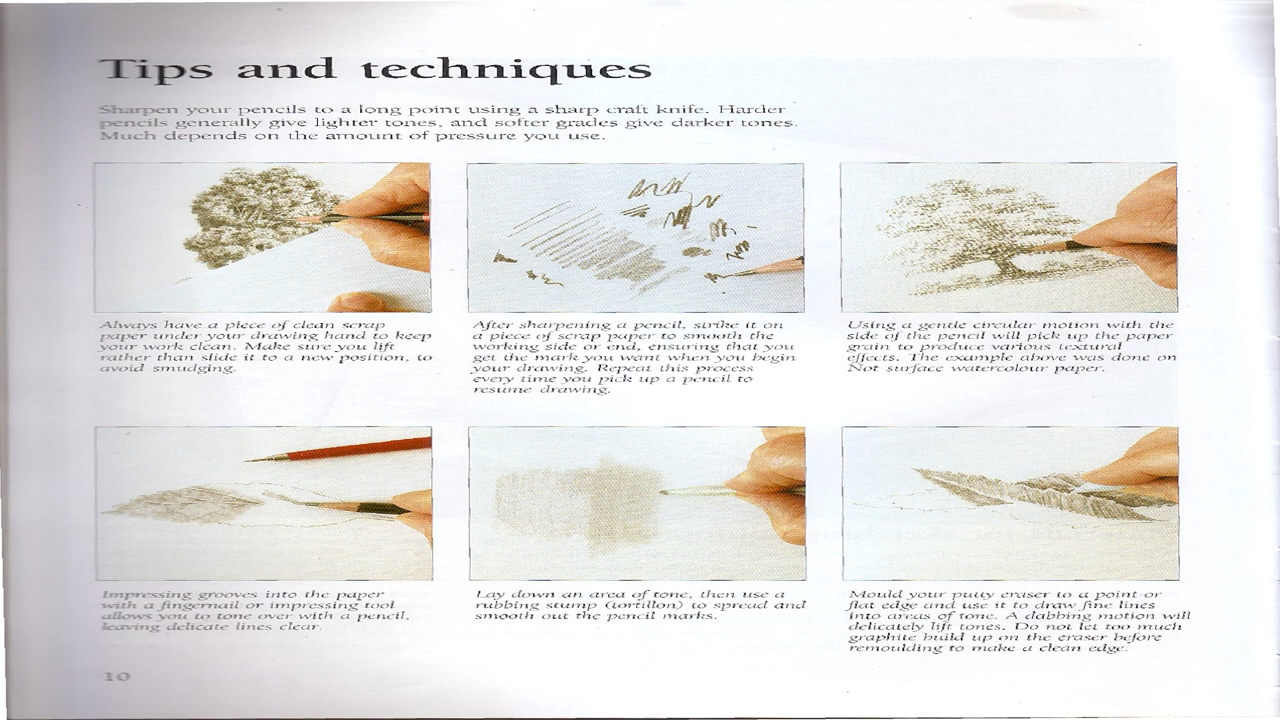 Tips and techniques
Sharpen your pencils to a long point using a sharp craft knife. Harder
pencils generally give lighter tones, and softer grades give darker tones.
Much depends on the amount of pressure you use.
Always have a piece of clean scrap
paper under your drawing hand to keep
your work clean. Make sure you lift
rather than slide it to a new position, to
avoid smudging.
After sharpening a pencil, strike it on
a piece of scrap paper to smooth the
working side or end, ensuring that you
get the mark you want when you begin
your drawing. Repeat this process
every time you pick up a pencil to
resume drawing.
Using a gentle circular motion with the
side of the pencil will pick up the paper
grain to produce various textural
effects. The example above was done on
Not surface watercolour paper.
Impressing grooves into the paper
with a fingernail or impressing tool
allows you to tone over with a pencil,
leaving delicate lines clear.
Lay down an area of tone, then use a
rubbing stump (tortillon) to spread and
smooth out the pencil marks.
Mould your putty eraser to a point or
flat edge and use it to draw fine lines
into areas of tone. A dabbing motion will
delicately lift tones. Do not let too much
graphite build up on the eraser before
remoulding to make a clean edge.
10